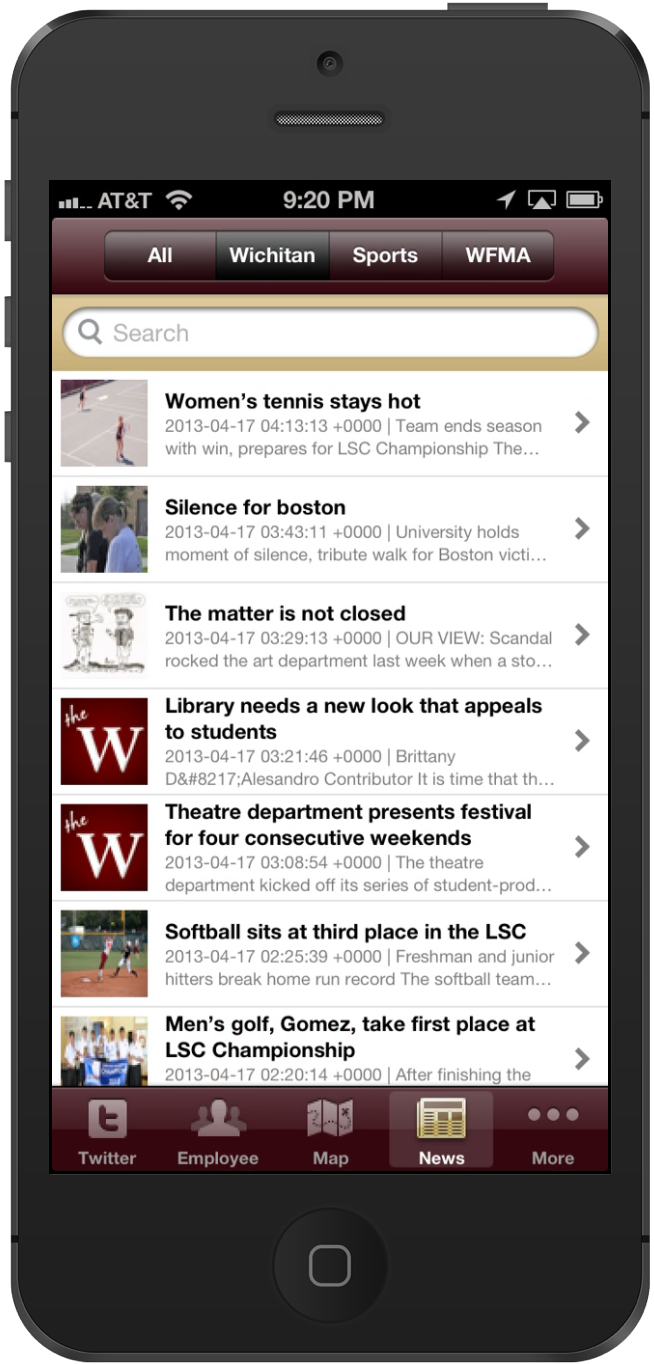 AT&T 9:20 PM
All Wichitan Sports WFMA
Search
Women’s tennis stays hot
2013-04-17 04:13:13 +0000 | Team ends season
with win, prepares for LSC Championship The…
Silence for boston
2013-04-17 03:43:11 +0000 | University holds
moment of silence, tribute walk for Boston victi…
The matter is not closed
2013-04-17 03:29:13 +0000 | OUR VIEW: Scandal
rocked the art department last week when a sto…
the
W
Library needs a new look that appeals
to students
2013-04-17 03:21:46 +0000 | Brittany
D&#8217;Alesandro Contributor It is time that th…
the
W
Theatre department presents festival
for four consecutive weekends
2013-04-17 03:08:54 +0000 | The theatre
department kicked off its series of student-prod…
Softball sits at third place in the LSC
2013-04-17 02:25:39 +0000 | Freshman and junior
hitters break home run record The softball team…
Men’s golf, Gomez, take first place at
LSC Championship
2013-04-17 02:20:14 +0000 | After finishing the
Twitter Employee Map News More